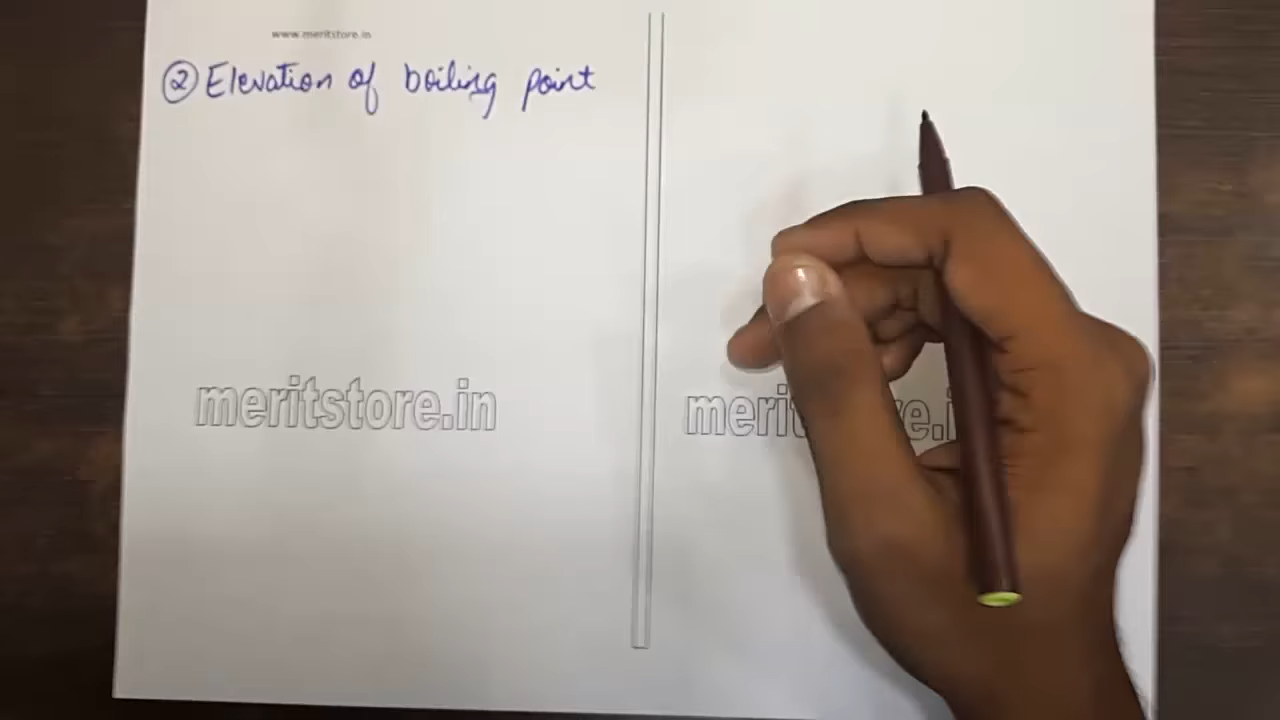 www.meritstore.in
② Elevation of boiling point
meritstore.in